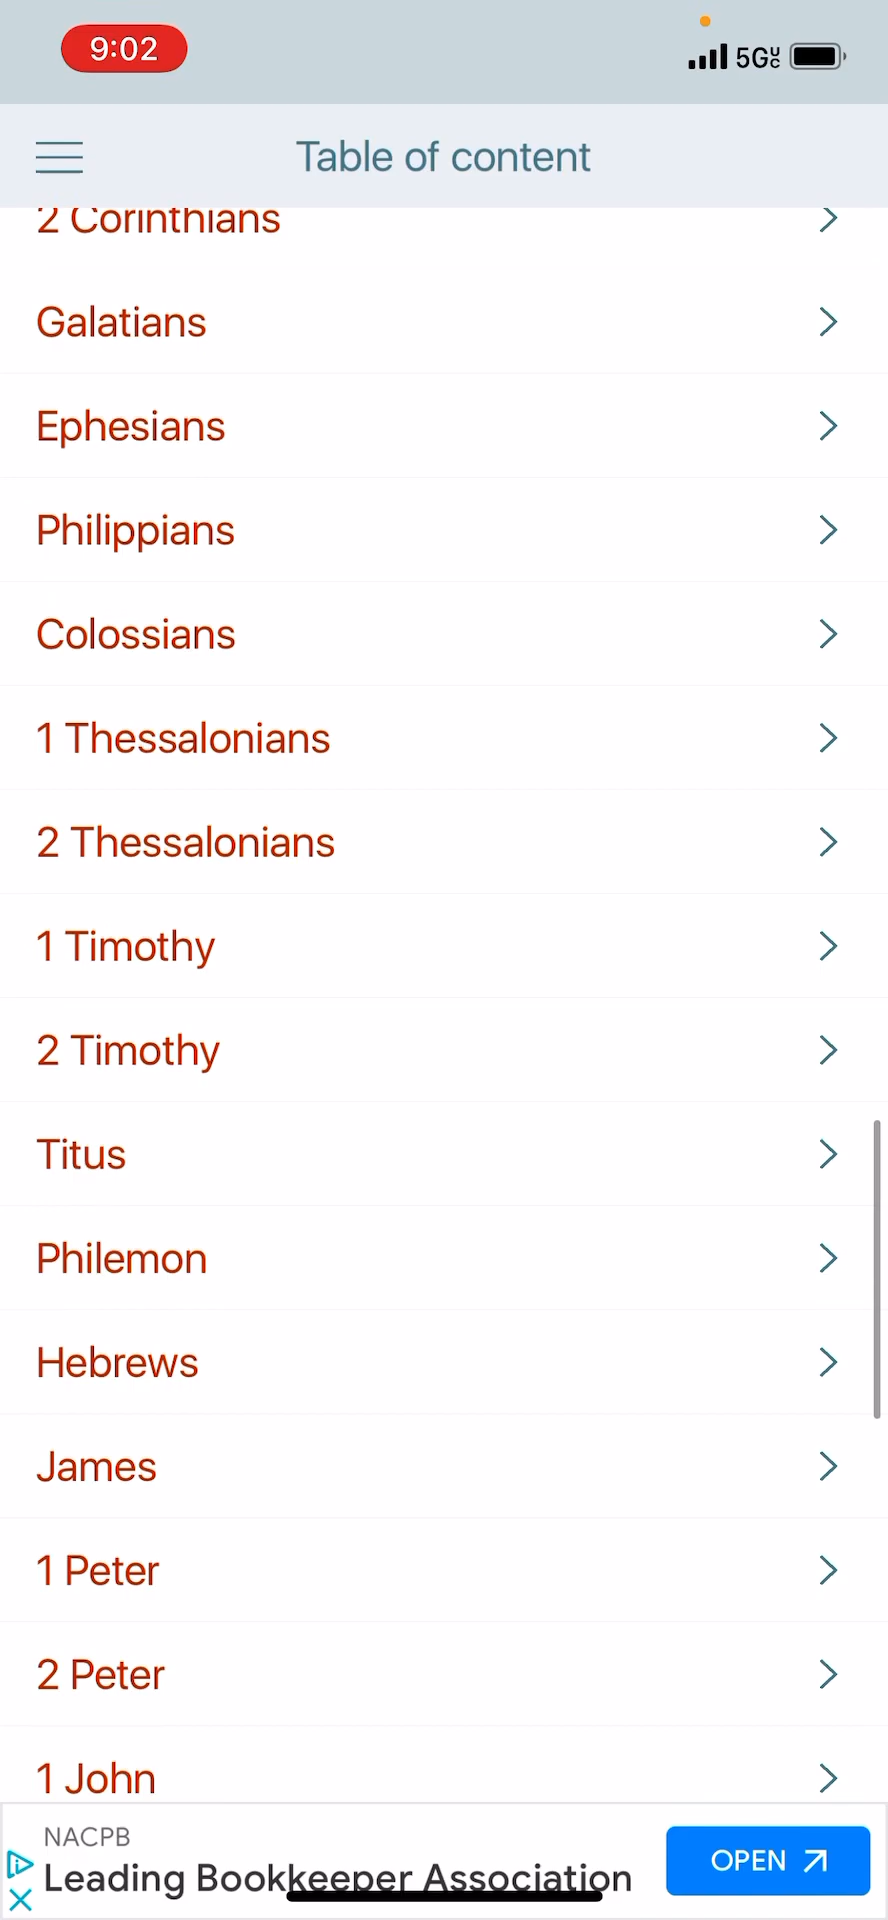 9:02
5GUC
Table of content
2 Corinthians
Galatians
Ephesians
Philippians
Colossians
1 Thessalonians
2 Thessalonians
1 Timothy
2 Timothy
Titus
Philemon
Hebrews
James
1 Peter
2 Peter
1 John
NACPB
Leading Bookkeeper Association
OPEN